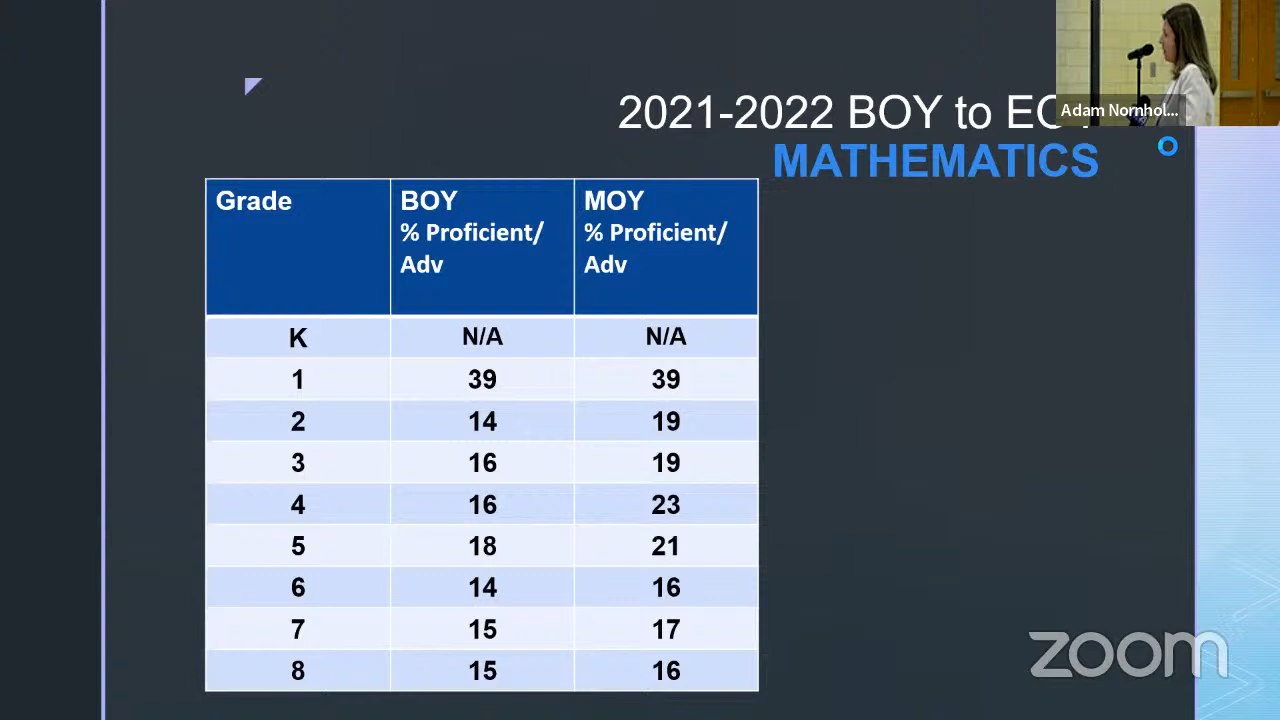 Adam Nornhol...
2021-2022 BOY to
MATHEMATICS
Grade BOY MOY
% Proficient/ % Proficient/
Adv Adv
K N/A N/A
1 39 39
2 14 19
3 16 19
4 16 23
5 18 21
6 14 16
7 15 17
8 15 16
zoom